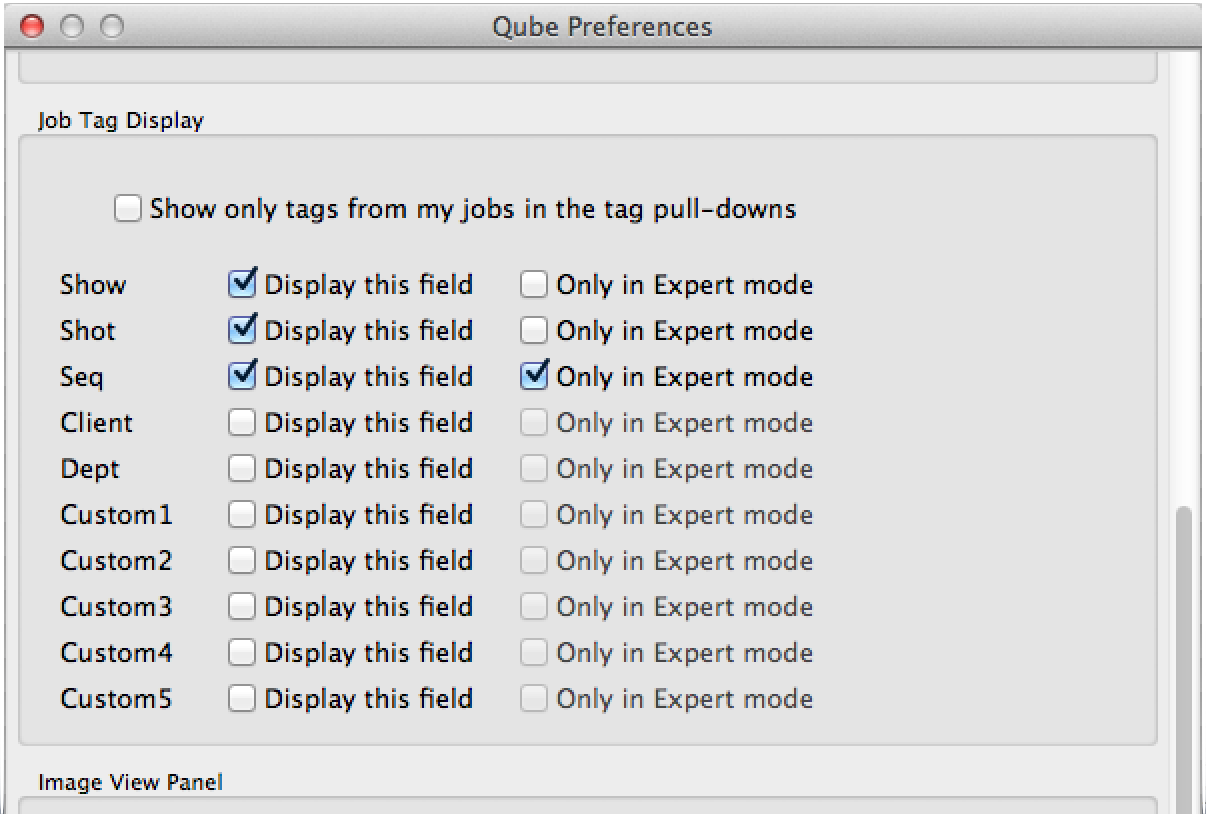 Qube Preferences
Job Tag Display
Show only tags from my jobs in the tag pull-downs
Show Display this field Only in Expert mode
Shot Display this field Only in Expert mode
Seq Display this field Only in Expert mode
Client Display this field Only in Expert mode
Dept Display this field Only in Expert mode
Custom1 Display this field Only in Expert mode
Custom2 Display this field Only in Expert mode
Custom3 Display this field Only in Expert mode
Custom4 Display this field Only in Expert mode
Custom5 Display this field Only in Expert mode
Image View Panel